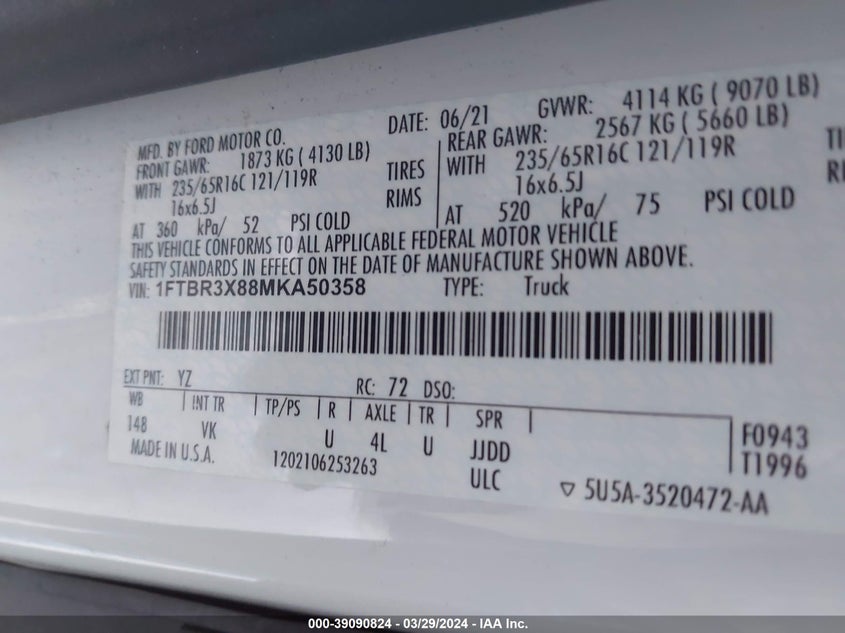 MFD. BY FORD MOTOR CO. DATE: 06/21 GVWR: 4114 KG ( 9070 LB)
FRONT GAWR: 1873 KG ( 4130 LB) REAR GAWR: 2567 KG ( 5660 LB)
WITH 235/65R16C 121/119R TIRES WITH 235/65R16C 121/119R
16x6.5J RIMS 16x6.5J
AT 360 kPa/ 52 PSI COLD AT 520 kPa/ 75 PSI COLD
THIS VEHICLE CONFORMS TO ALL APPLICABLE FEDERAL MOTOR VEHICLE
SAFETY STANDARDS IN EFFECT ON THE DATE OF MANUFACTURE SHOWN ABOVE.
VIN: 1FTBR3X88MKA50358 TYPE: Truck
EXT PNT: YZ RC: 72 DSO:
WB INT TR TP/PS R AXLE TR SPR
148 VK U 4L U JJDD F0943
MADE IN U.S.A. 1202106253263 ULC T1996
▽ 5U5A-3520472-AA
000-39090824 - 03/29/2024 - IAA Inc.